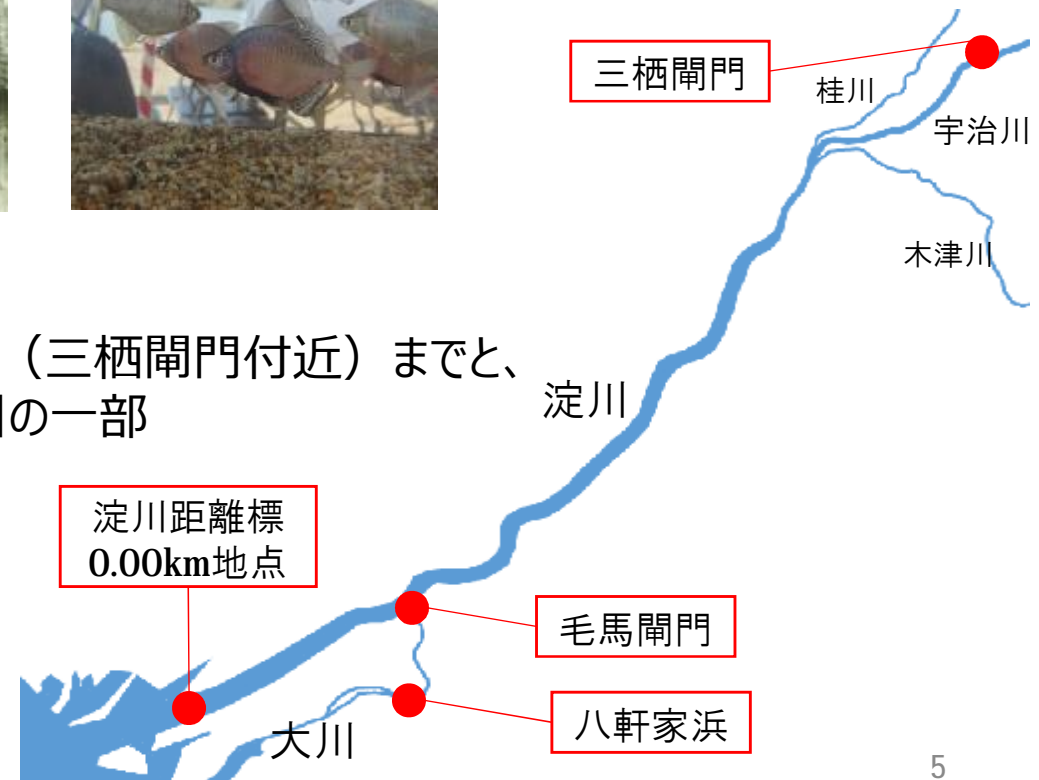 三栖閘門
桂川
宇治川
木津川
（三栖閘門付近）までと、
の一部
淀川
淀川距離標
0.00km地点
毛馬閘門
八軒家浜
大川
5